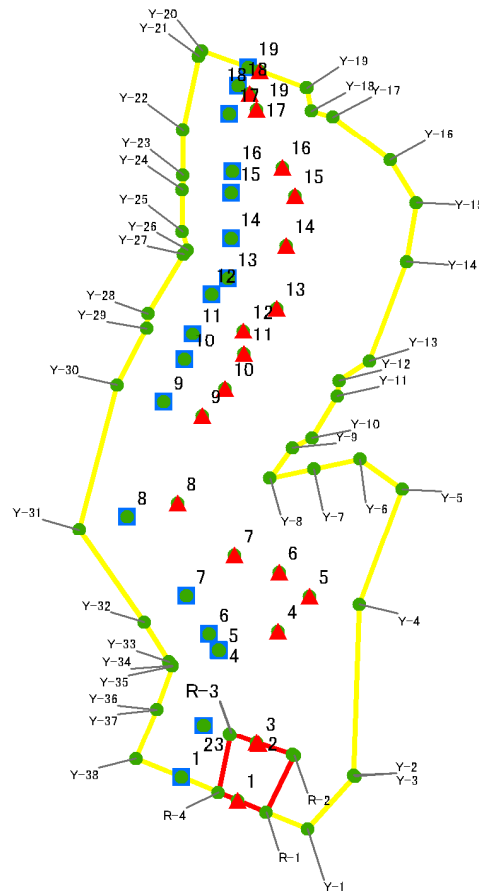 Y-20
Y-21
19
18 18
19
Y-19
17
17
Y-18
Y-17
Y-22
Y-16
Y-23
16
16
Y-24
15
15
Y-15
Y-25
14
14
Y-26
Y-27
13
Y-14
12
Y-28
13
Y-29
11
12
11
10
Y-13
10
Y-12
Y-30
Y-11
9
9
Y-10
Y-9
8
8
Y-8
Y-7
Y-6
Y-5
Y-31
7
6
7
5
Y-32
6
4
Y-4
5
4
Y-33
Y-34
Y-35
R-3
Y-36
Y-37
3
23
2
Y-38
1
1
R-2
Y-2
Y-3
R-4
R-1
Y-1